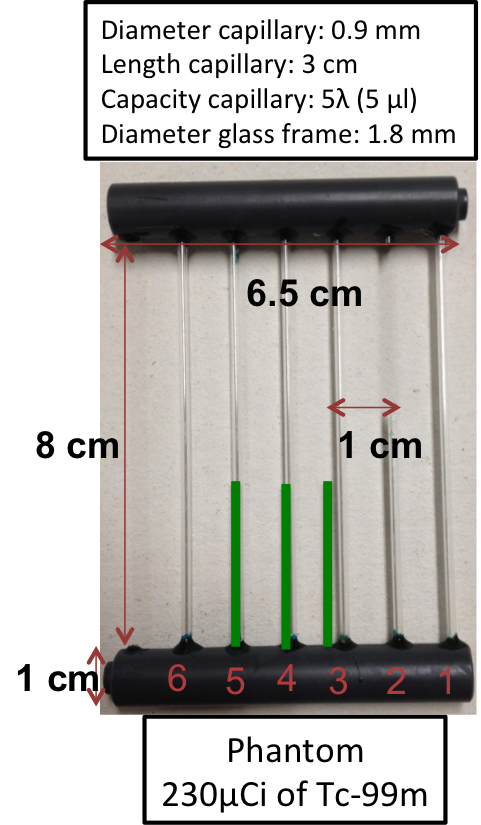 Diameter capillary: 0.9 mm
Length capillary: 3 cm
Capacity capillary: 5λ (5 µl)
Diameter glass frame: 1.8 mm
6.5 cm
1 cm
8 cm
1 cm
6 5 4 3 2 1
Phantom
230µCi of Tc-99m